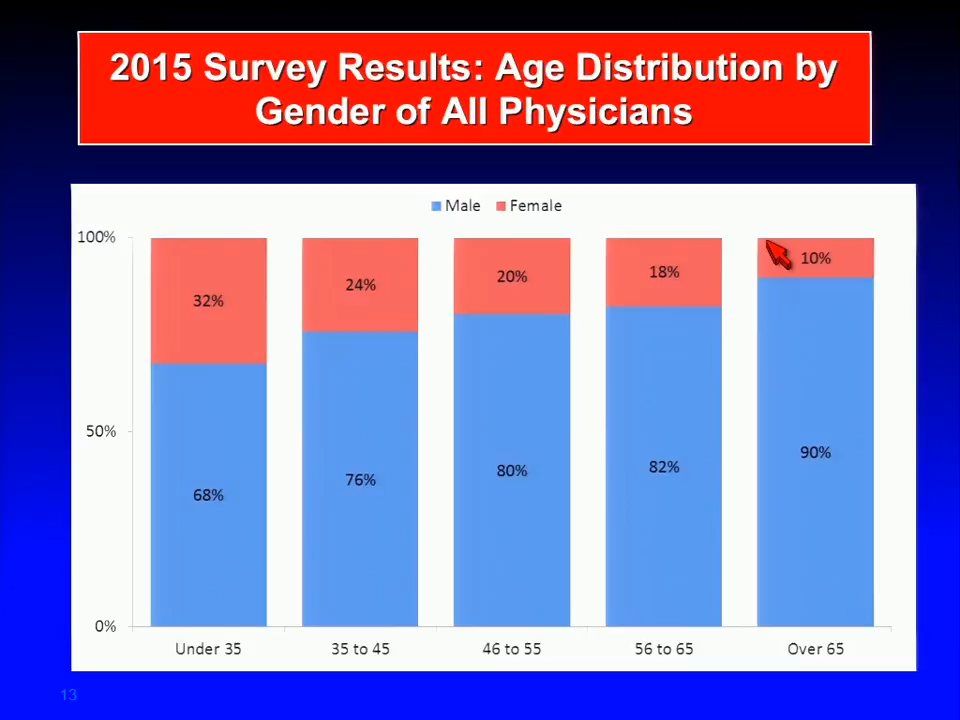 2015 Survey Results: Age Distribution by
Gender of All Physicians
Male Female
100%
32% 24% 20% 18% 10%
50%
68% 76% 80% 82% 90%
0%
Under 35 35 to 45 46 to 55 56 to 65 Over 65
13